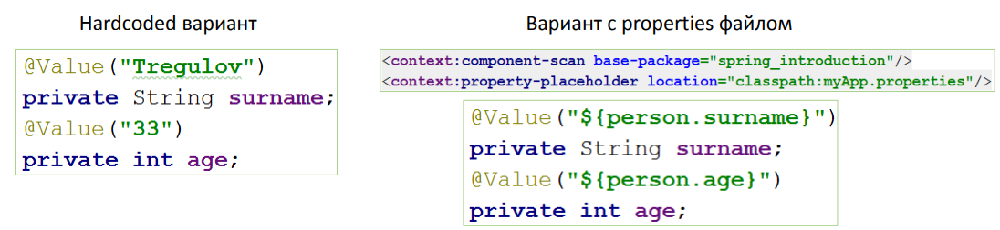 Hardcoded вариант
@Value("Tregulov")
private String surname;
@Value("33")
private int age;
Вариант с properties файлом
<context:component-scan base-package="spring_introduction"/>
<context:property-placeholder location="classpath:myApp.properties"/>
@Value("${person.surname}")
private String surname;
@Value("${person.age}")
private int age;